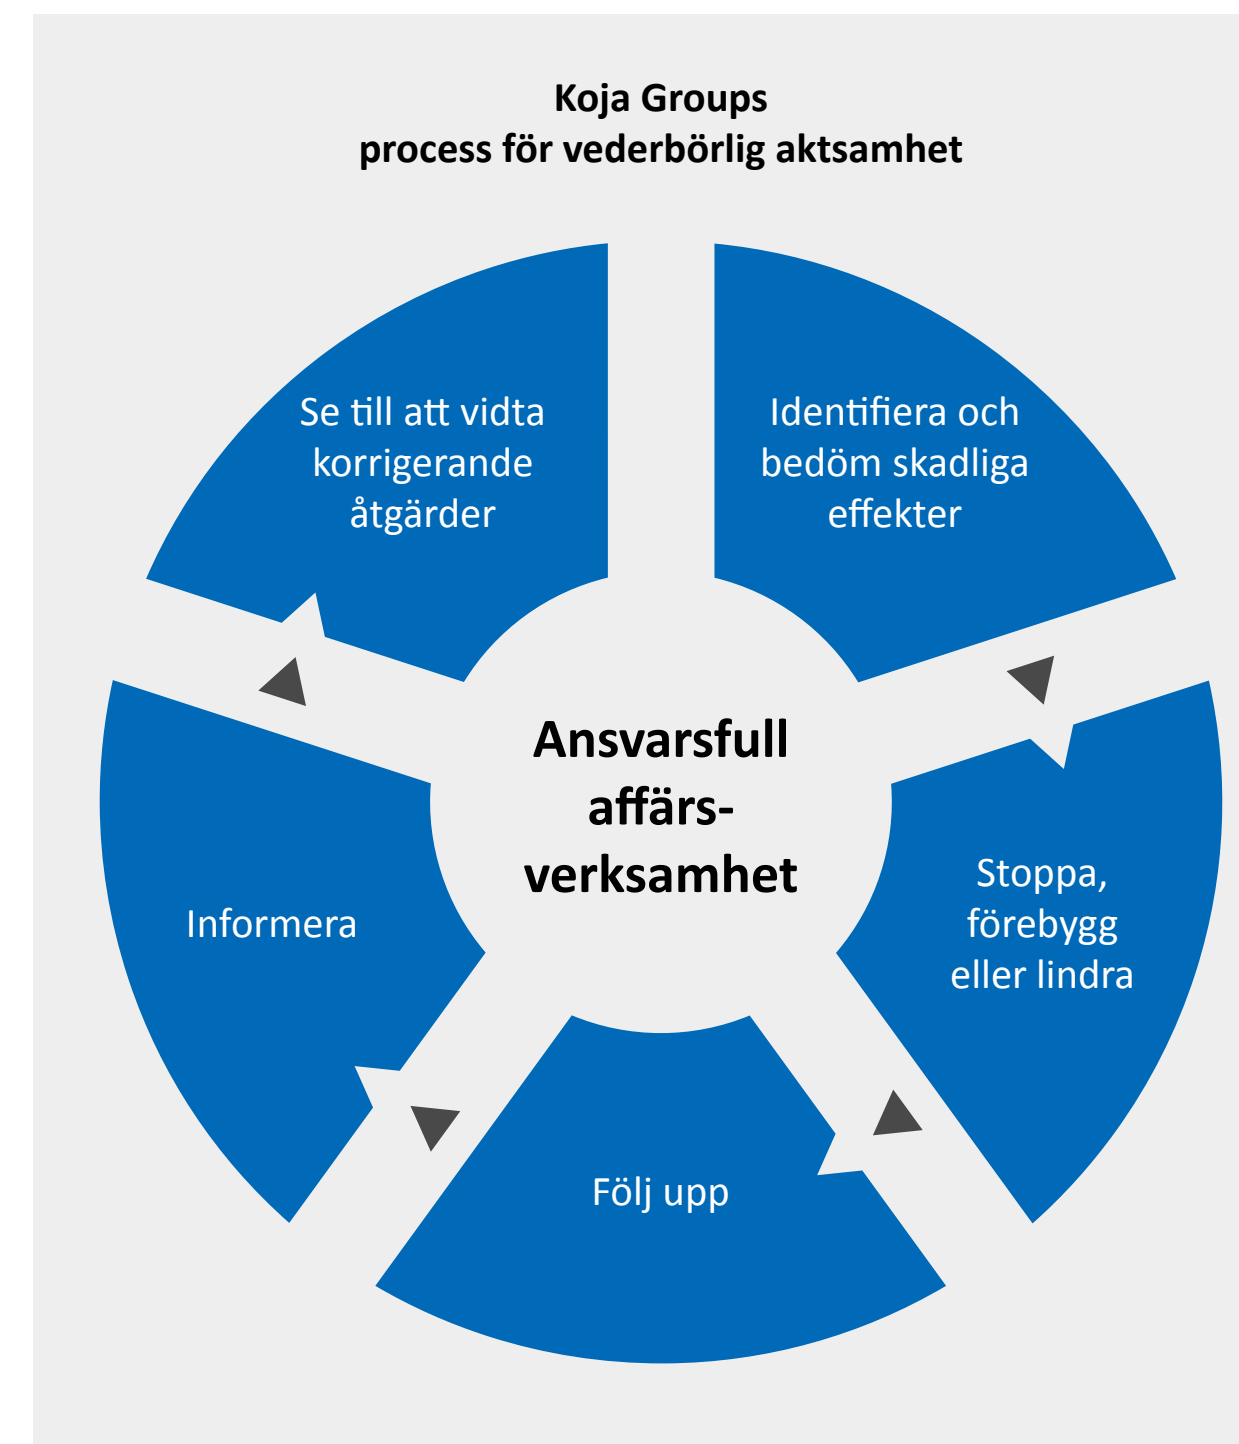 Koja Groups
process för vederbörlig aktsamhet
Se till att vidta
korrigerande
åtgärder
Identifiera och
bedöm skadliga
effekter
Ansvarsfull
affärs-
verksamhet
Stoppa,
förebygg
eller lindra
Informera
Följ upp